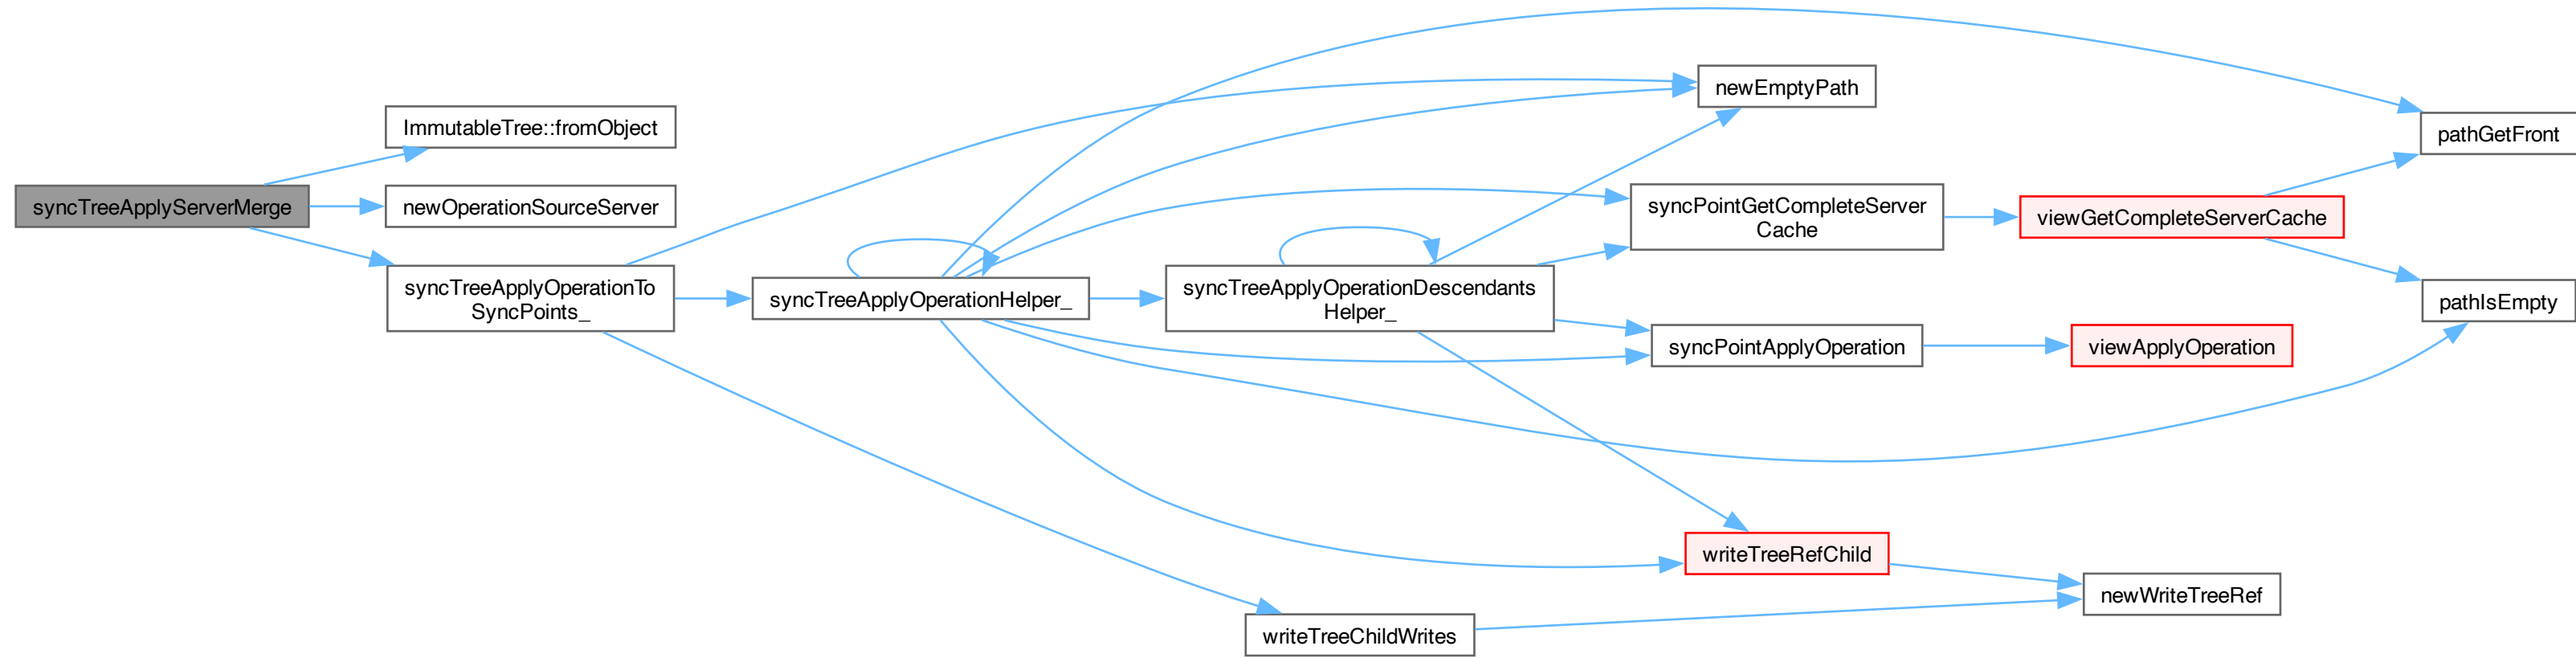 syncTreeApplyServerMerge
ImmutableTree::fromObject
newOperationSourceServer
syncTreeApplyOperationTo
SyncPoints_
syncTreeApplyOperationHelper_
syncTreeApplyOperationDescendants
Helper_
newEmptyPath
syncPointGetCompleteServer
Cache
syncPointApplyOperation
writeTreeRefChild
writeTreeChildWrites
viewGetCompleteServerCache
viewApplyOperation
newWriteTreeRef
pathGetFront
pathIsEmpty